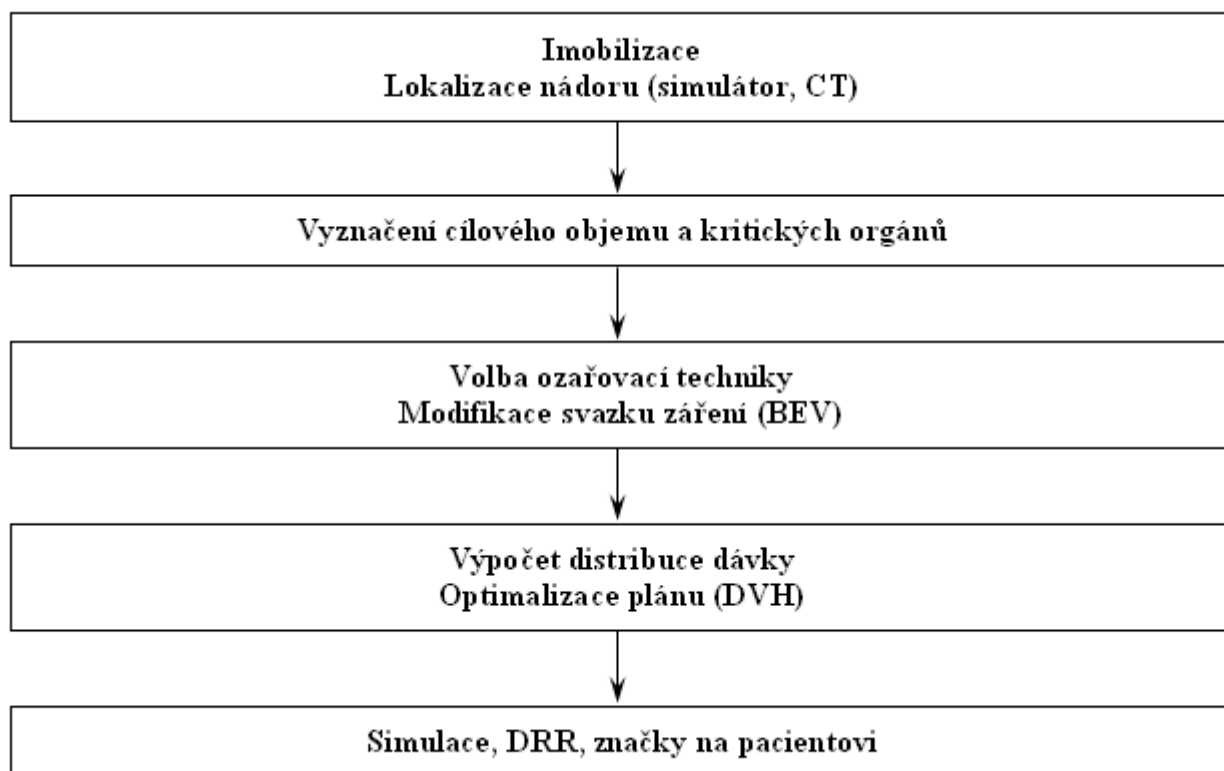 Imobilizace
Lokalizace nádoru (simulátor, CT)
Vyznačení cílového objemu a kritických orgánů
Volba ozařovací techniky
Modifikace svazku záření (BEV)
Výpočet distribuce dávky
Optimalizace plánu (DVH)
Simulace, DRR, značky na pacientovi